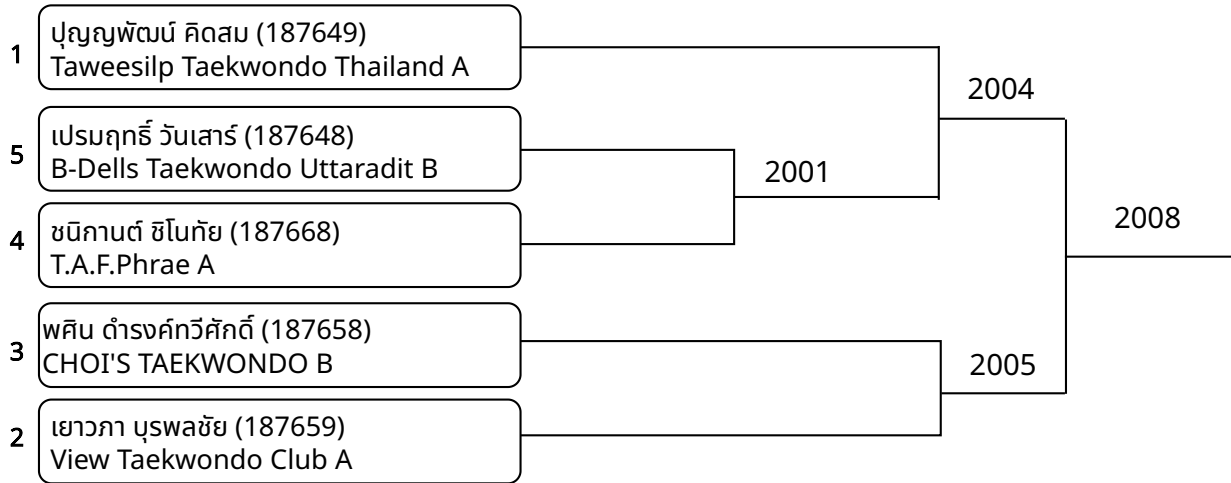 1
ปุญญพัฒน์ คิดสม (187649)
Taweesilp Taekwondo Thailand A
2004
5
เปรมฤทธิ์ วันเสาร์ (187648)
B-Dells Taekwondo Uttaradit B
2001
4
ชนิกานต์ ชิโนทัย (187668)
T.A.F.Phrae A
2008
3
พศิน ดำรงค์ทวีศักดิ์ (187658)
CHOI'S TAEKWONDO B
2005
2
เยาวภา บุรพลชัย (187659)
View Taekwondo Club A